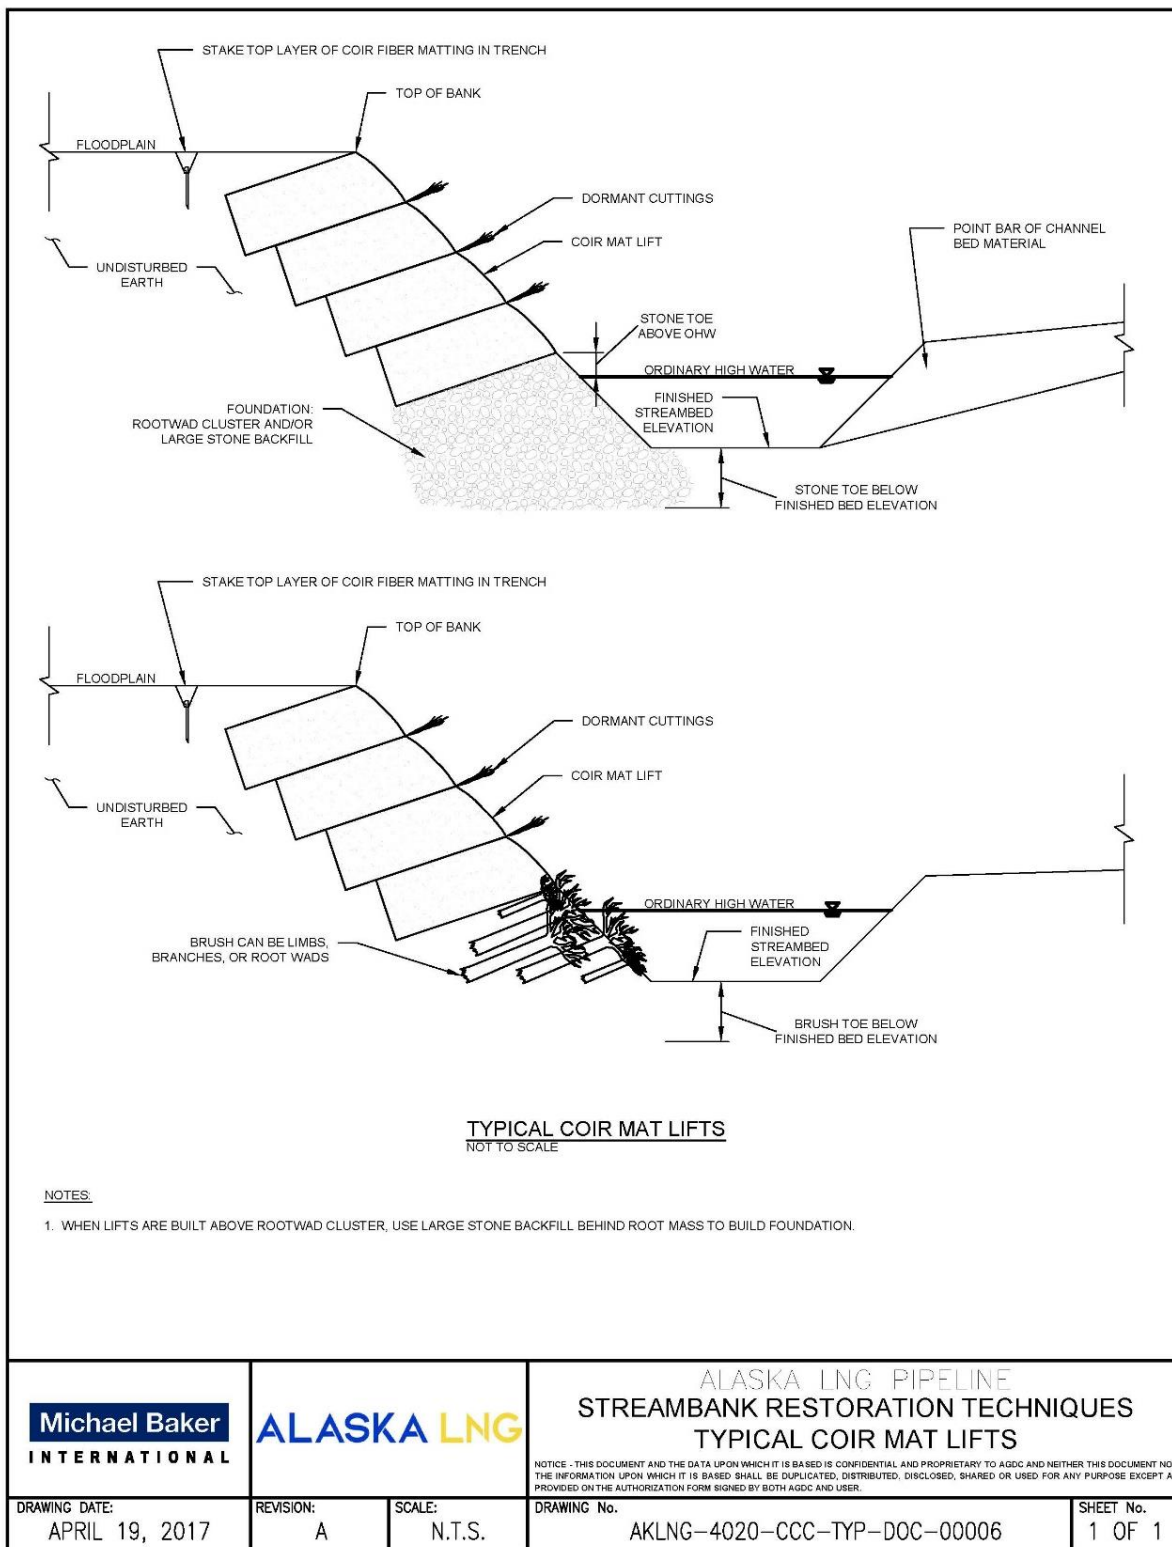 STAKE TOP LAYER OF COIR FIBER MATTING IN TRENCH
TOP OF BANK
FLOODPLAIN
DORMANT CUTTINGS
COIR MAT LIFT
POINT BAR OF CHANNEL
BED MATERIAL
UNDISTURBED
EARTH
STONE TOE
ABOVE OHW
ORDINARY HIGH WATER
FINISHED
STREAMBED
ELEVATION
FOUNDATION:
ROOTWAD CLUSTER AND/OR
LARGE STONE BACKFILL
STONE TOE BELOW
FINISHED BED ELEVATION
STAKE TOP LAYER OF COIR FIBER MATTING IN TRENCH
TOP OF BANK
FLOODPLAIN
DORMANT CUTTINGS
COIR MAT LIFT
UNDISTURBED
EARTH
ORDINARY HIGH WATER
BRUSH CAN BE LIMBS,
BRANCHES, OR ROOT WADS
FINISHED
STREAMBED
ELEVATION
BRUSH TOE BELOW
FINISHED BED ELEVATION
TYPICAL COIR MAT LIFTS
NOT TO SCALE
NOTES:
1. WHEN LIFTS ARE BUILT ABOVE ROOTWAD CLUSTER, USE LARGE STONE BACKFILL BEHIND ROOT MASS TO BUILD FOUNDATION.
Michael Baker
INTERNATIONAL
ALASKA LNG
ALASKA LNG PIPELINE
STREAMBANK RESTORATION TECHNIQUES
TYPICAL COIR MAT LIFTS
NOTICE - THIS DOCUMENT AND THE DATA UPON WHICH IT IS BASED IS CONFIDENTIAL AND PROPRIETARY TO AGDC AND NEITHER THIS DOCUMENT NO
THE INFORMATION UPON WHICH IT IS BASED SHALL BE DUPLICATED, DISTRIBUTED, DISCLOSED, SHARED OR USED FOR ANY PURPOSE EXCEPT A
PROVIDED ON THE AUTHORIZATION FORM SIGNED BY BOTH AGDC AND USER.
DRAWING DATE:
APRIL 19, 2017
REVISION:
A
SCALE:
N.T.S.
DRAWING No.
AKLNG-4020-CCC-TYP-DOC-00006
SHEET No.
1 OF 1